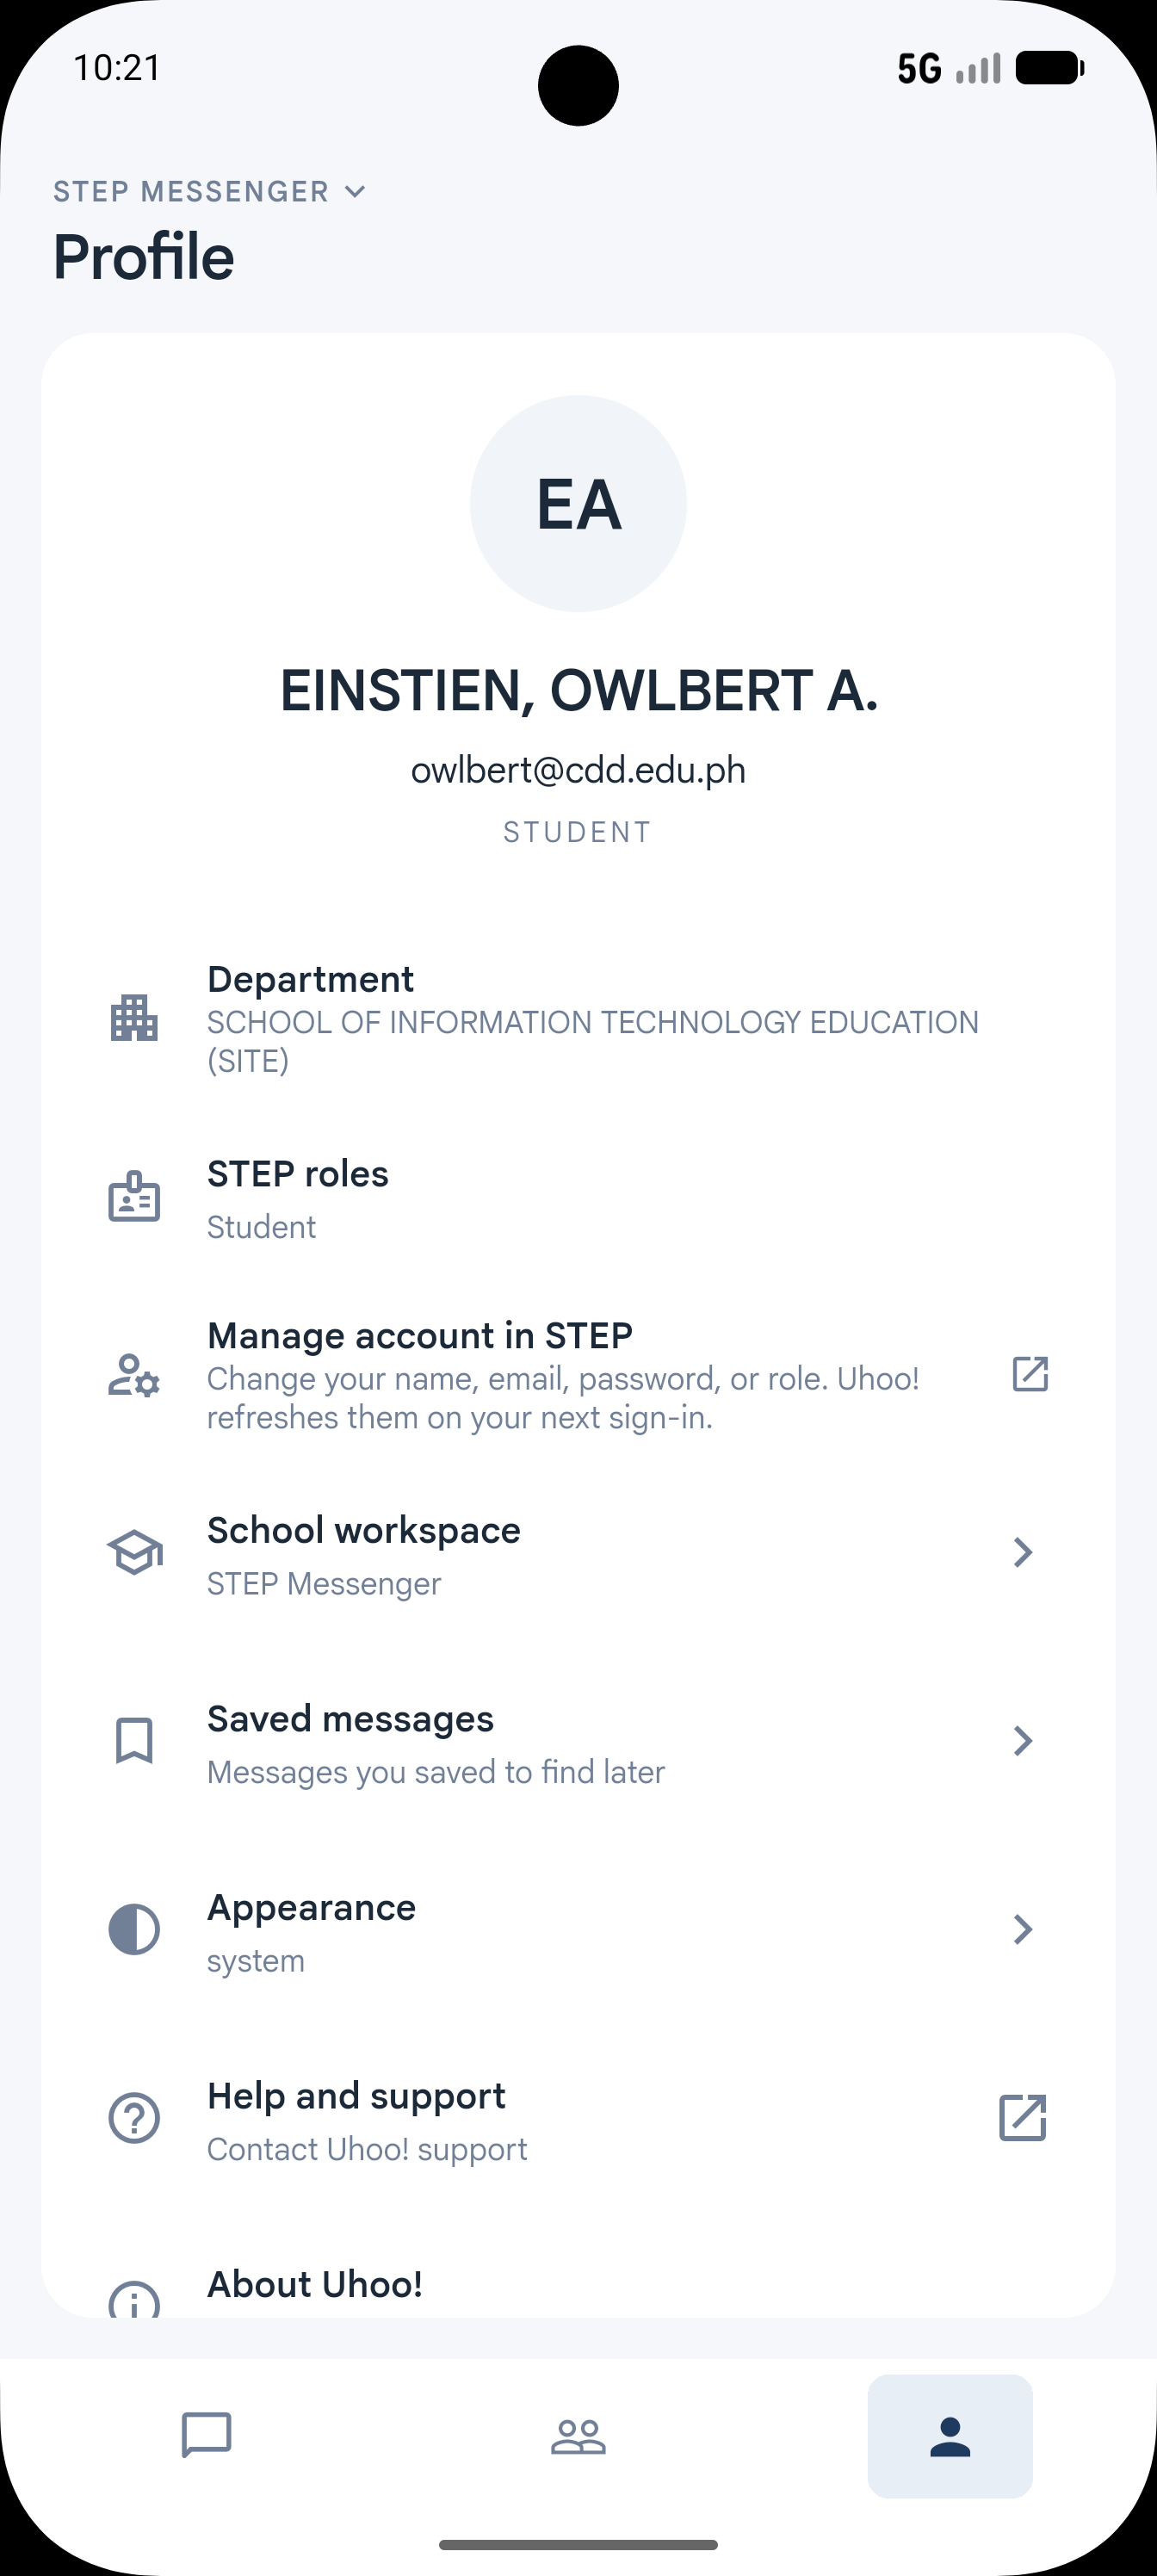 10:21
5G
STEP MESSENGER
Profile
EA
EINSTIEN, OWLBERT A.
owlbert@cdd.edu.ph
STUDENT
Department
SCHOOL OF INFORMATION TECHNOLOGY EDUCATION
(SITE)
STEP roles
Student
Manage account in STEP
Change your name, email, password, or role. Uhoo!
refreshes them on your next sign-in.
School workspace
STEP Messenger
Saved messages
Messages you saved to find later
Appearance
system
Help and support
Contact Uhoo! support
About Uhoo!